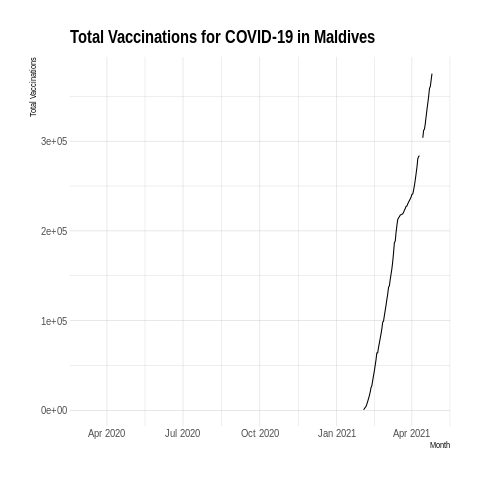 Total Vaccinations for COVID-19 in Maldives
Total Vaccinations
3e+05
2e+05
1e+05
0e+00
Apr 2020 Jul 2020 Oct 2020 Jan 2021 Apr 2021
Month